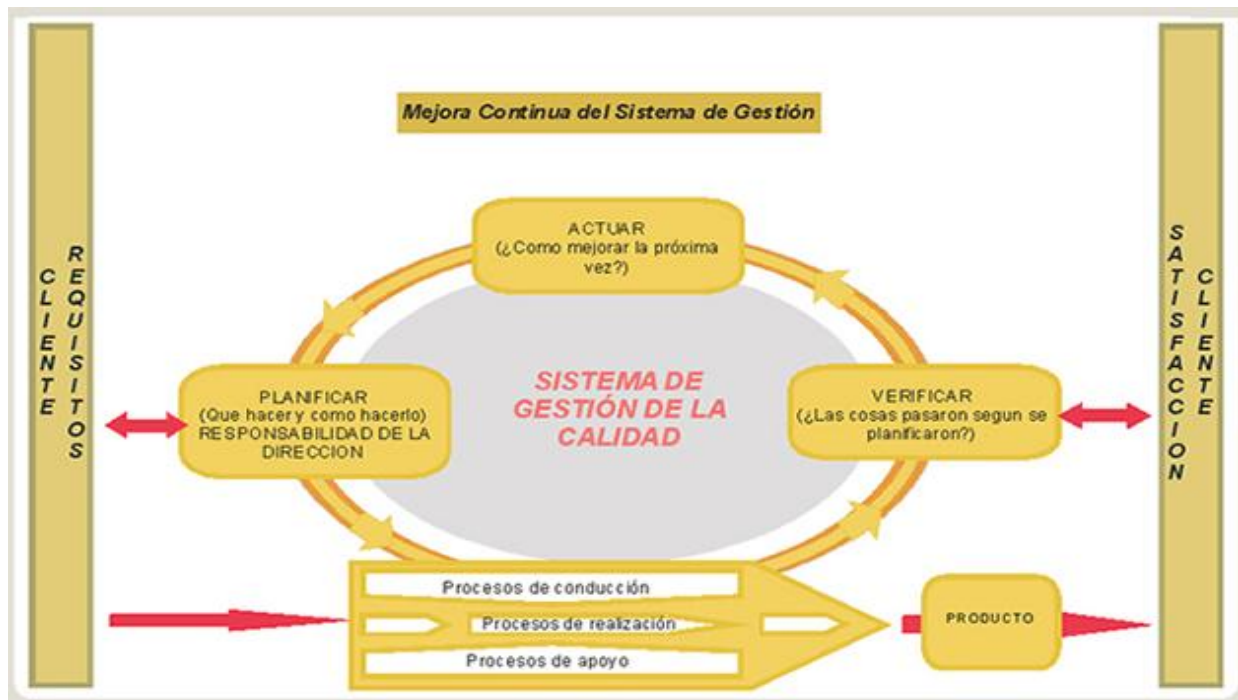 Mejora Continua del Sistema de Gestión
CLIENTE
REQUISITOS
ACTUAR
(¿Como mejorar la próxima
vez?)
SATISFACCION
CLIENTE
PLANIFICAR
(Que hacer y como hacerlo)
RESPONSABILIDAD DE LA
DIRECCION
SISTEMA DE
GESTIÓN DE LA
CALIDAD
VERIFICAR
(¿Las cosas pasaron segun se
planificaron?)
Procesos de conducción
Procesos de realización
Procesos de apoyo
PRODUCTO